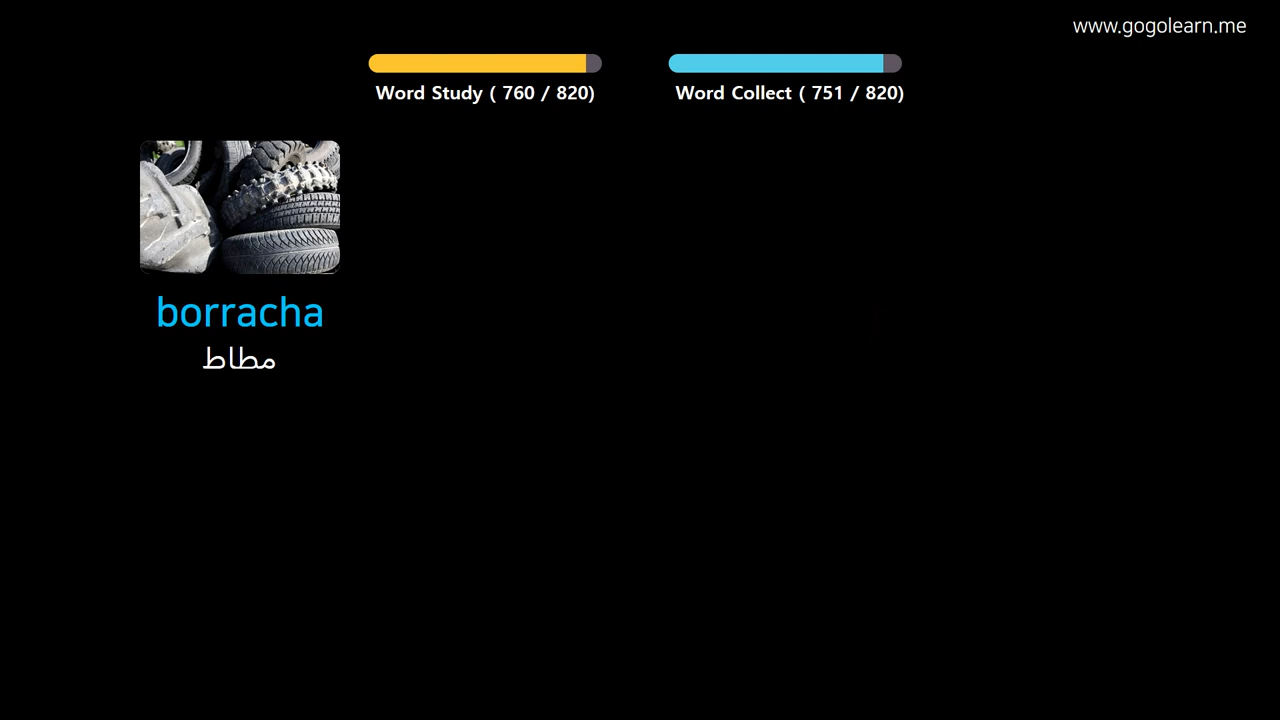 www.gogolearn.me
Word Study ( 760 / 820)
Word Collect ( 751 / 820)
borracha
مطاط